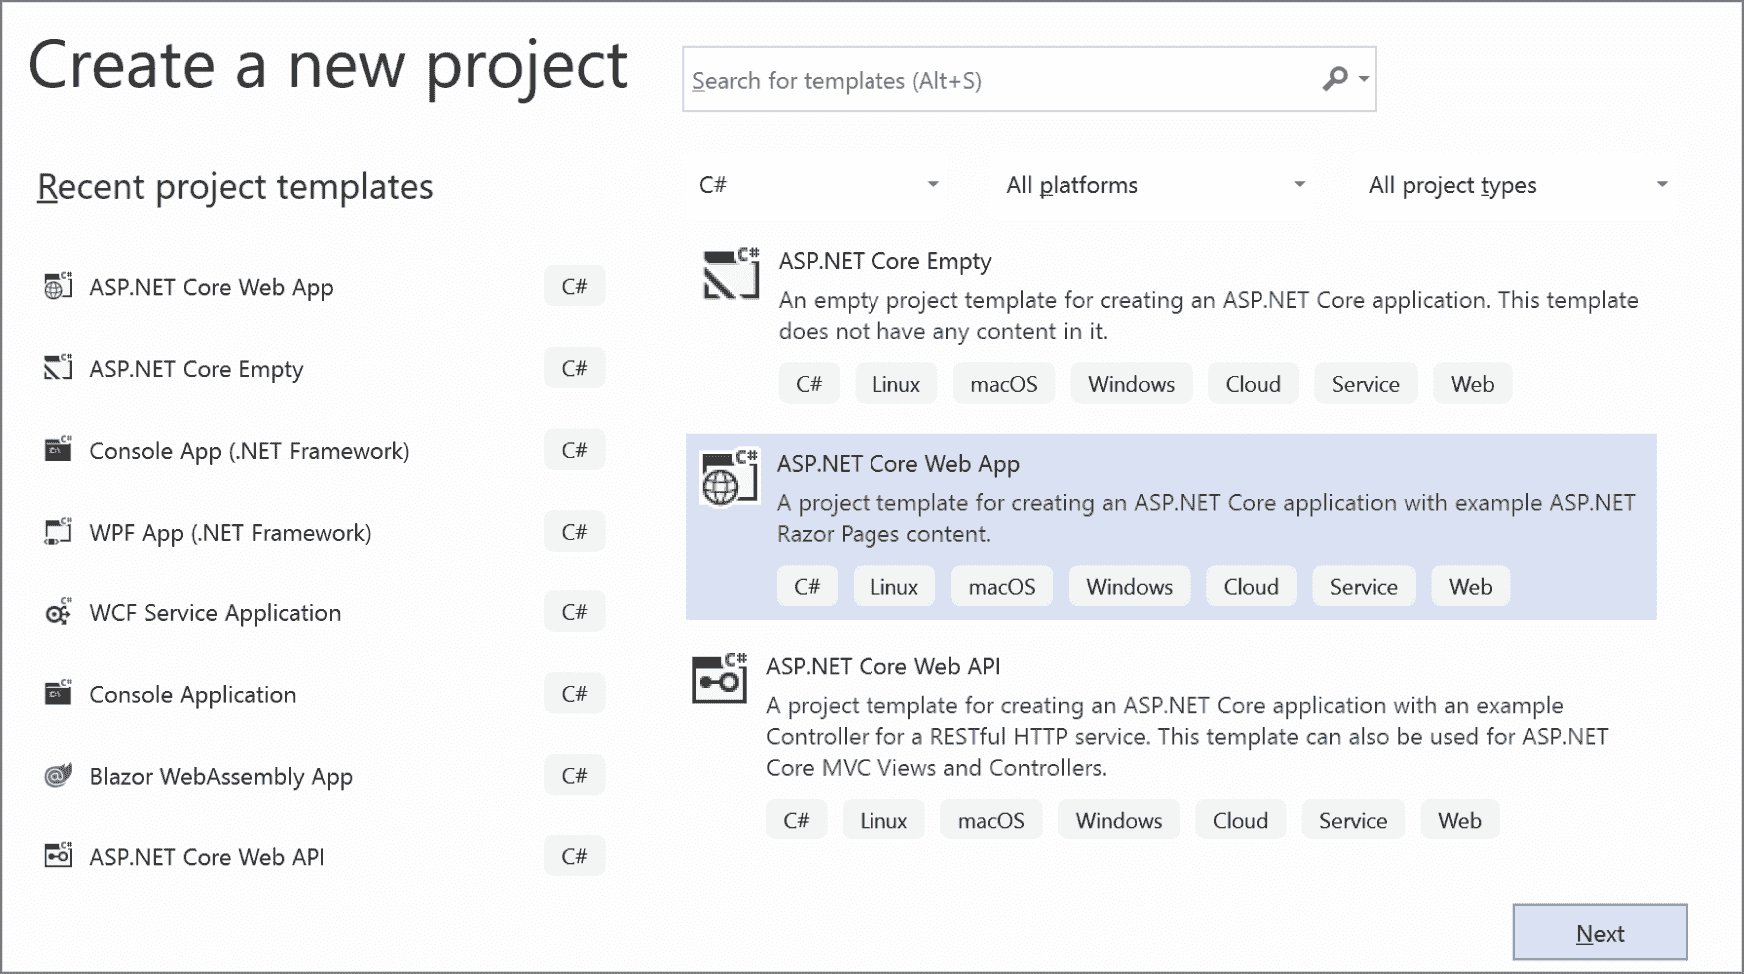 Create a new project
Search for templates (Alt+S)
Recent project templates
C#
All platforms
All project types
ASP.NET Core Web App
C#
ASP.NET Core Empty
C#
Console App (.NET Framework)
C#
WPF App (.NET Framework)
C#
WCF Service Application
C#
Console Application
C#
Blazor WebAssembly App
C#
ASP.NET Core Web API
C#
ASP.NET Core Empty
An empty project template for creating an ASP.NET Core application. This template
does not have any content in it.
C# Linux macOS Windows Cloud Service Web
ASP.NET Core Web App
A project template for creating an ASP.NET Core application with example ASP.NET
Razor Pages content.
C# Linux macOS Windows Cloud Service Web
ASP.NET Core Web API
A project template for creating an ASP.NET Core application with an example
Controller for a RESTful HTTP service. This template can also be used for ASP.NET
Core MVC Views and Controllers.
C# Linux macOS Windows Cloud Service Web
Next